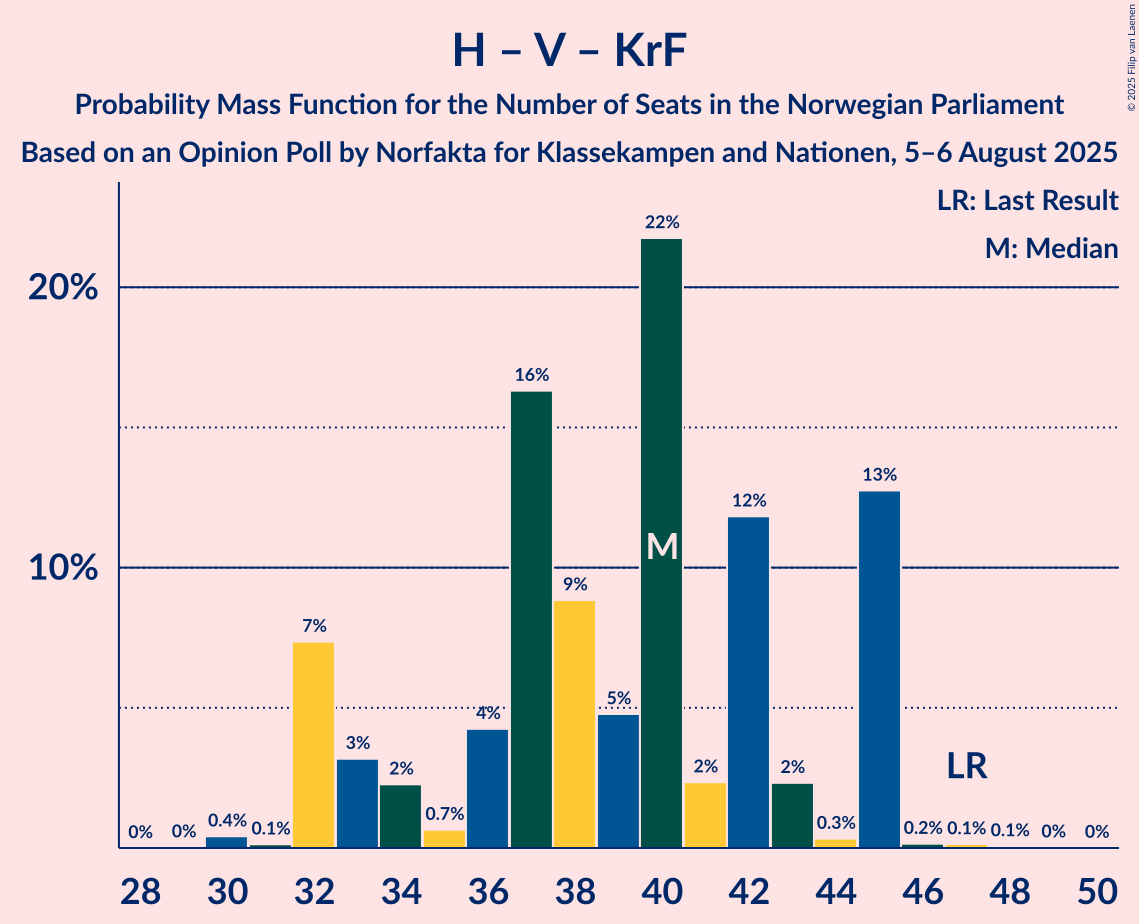 H – V – KrF
Probability Mass Function for the Number of Seats in the Norwegian Parliament
Based on an Opinion Poll by Norfakta for Klassekampen and Nationen, 5–6 August 2025
© 2025 Filip van Laenen
LR: Last Result
M: Median
20%
10%
0%
0%
0.4%
0.1%
7%
3%
2%
0.7%
4%
16%
9%
5%
22%
M
2%
12%
2%
0.3%
13%
0.2%
LR
0.1%
0.1%
0%
0%
28 30 32 34 36 38 40 42 44 46 48 50